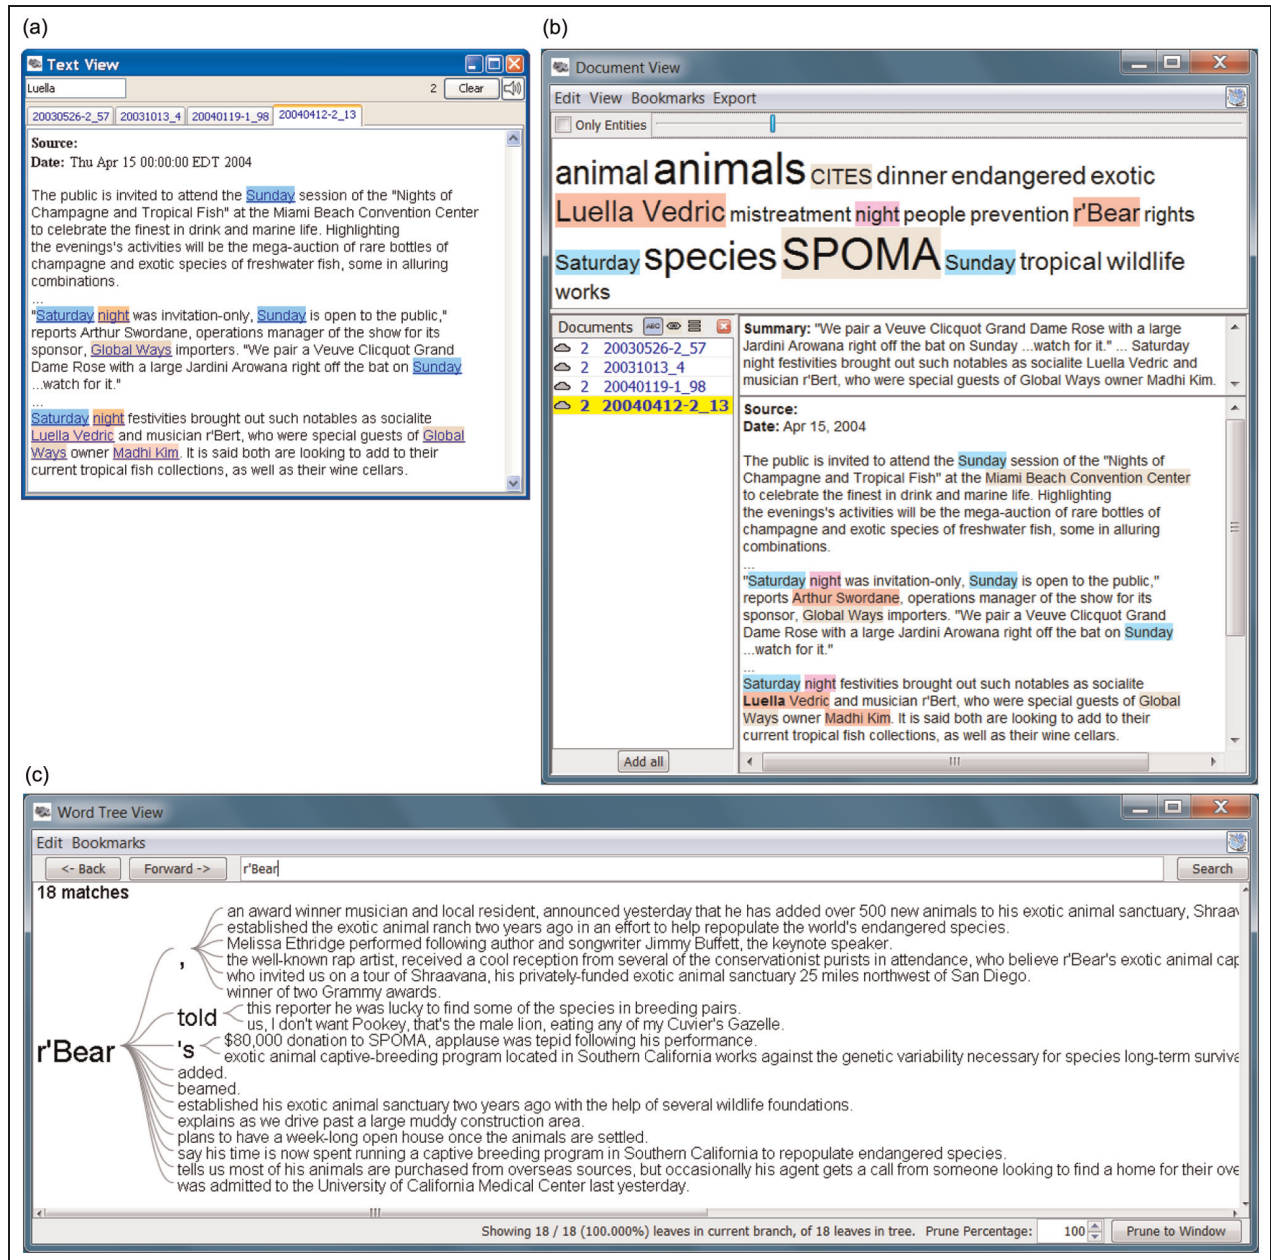 (a)
Text View
Luella
2 Clear
20030526-2_57 20031013_4 20040119-1_98 20040412-2_13
Source:
Date: Thu Apr 15 00:00:00 EDT 2004
The public is invited to attend the Sunday session of the "Nights of
Champagne and Tropical Fish" at the Miami Beach Convention Center
to celebrate the finest in drink and marine life. Highlighting
the evenings's activities will be the mega-auction of rare bottles of
champagne and exotic species of freshwater fish, some in alluring
combinations.
...
"Saturday night was invitation-only, Sunday is open to the public,"
reports Arthur Swordane, operations manager of the show for its
sponsor, Global Ways importers. "We pair a Veuve Clicquot Grand
Dame Rose with a large Jardini Arowana right off the bat on Sunday
...watch for it."
...
Saturday night festivities brought out such notables as socialite
Luella Vedric and musician r'Bert, who were special guests of Global
Ways owner Madhi Kim. It is said both are looking to add to their
current tropical fish collections, as well as their wine cellars.
(b)
Document View
Edit View Bookmarks Export
Only Entities
animal animals CITES dinner endangered exotic
Luella Vedric mistreatment night people prevention r'Bear rights
Saturday species SPOMA Sunday tropical wildlife
works
Documents ABC
2 20030526-2_57
2 20031013_4
2 20040119-1_98
2 20040412-2_13
Add all
Summary: "We pair a Veuve Clicquot Grand Dame Rose with a large
Jardini Arowana right off the bat on Sunday ...watch for it." ... Saturday
night festivities brought out such notables as socialite Luella Vedric and
musician r'Bert, who were special guests of Global Ways owner Madhi Kim.
Source:
Date: Apr 15, 2004
The public is invited to attend the Sunday session of the "Nights of
Champagne and Tropical Fish" at the Miami Beach Convention Center
to celebrate the finest in drink and marine life. Highlighting
the evenings's activities will be the mega-auction of rare bottles of
champagne and exotic species of freshwater fish, some in alluring
combinations.
...
"Saturday night was invitation-only, Sunday is open to the public,"
reports Arthur Swordane, operations manager of the show for its
sponsor, Global Ways importers. "We pair a Veuve Clicquot Grand
Dame Rose with a large Jardini Arowana right off the bat on Sunday
...watch for it."
...
Saturday night festivities brought out such notables as socialite
Luella Vedric and musician r'Bert, who were special guests of Global
Ways owner Madhi Kim. It is said both are looking to add to their
current tropical fish collections, as well as their wine cellars.
(c)
Word Tree View
Edit Bookmarks
<- Back Forward -> r'Bear Search
18 matches
r'Bear
,
an award winner musician and local resident, announced yesterday that he has added over 500 new animals to his exotic animal sanctuary, Shraav
established the exotic animal ranch two years ago in an effort to help repopulate the world's endangered species.
Melissa Ethridge performed following author and songwriter Jimmy Buffett, the keynote speaker.
the well-known rap artist, received a cool reception from several of the conservationist purists in attendance, who believe r'Bear's exotic animal cap
who invited us on a tour of Shraavana, his privately-funded exotic animal sanctuary 25 miles northwest of San Diego.
winner of two Grammy awards.
told
this reporter he was lucky to find some of the species in breeding pairs.
us, I don't want Pookey, that's the male lion, eating any of my Cuvier's Gazelle.
's
$80,000 donation to SPOMA, applause was tepid following his performance.
exotic animal captive-breeding program located in Southern California works against the genetic variability necessary for species long-term surviva
added.
beamed.
established his exotic animal sanctuary two years ago with the help of several wildlife foundations.
explains as we drive past a large muddy construction area.
plans to have a week-long open house once the animals are settled.
say his time is now spent running a captive breeding program in Southern California to repopulate endangered species.
tells us most of his animals are purchased from overseas sources, but occasionally his agent gets a call from someone looking to find a home for their ove
was admitted to the University of California Medical Center last yesterday.
Showing 18 / 18 (100.000%) leaves in current branch, of 18 leaves in tree. Prune Percentage: 100 Prune to Window